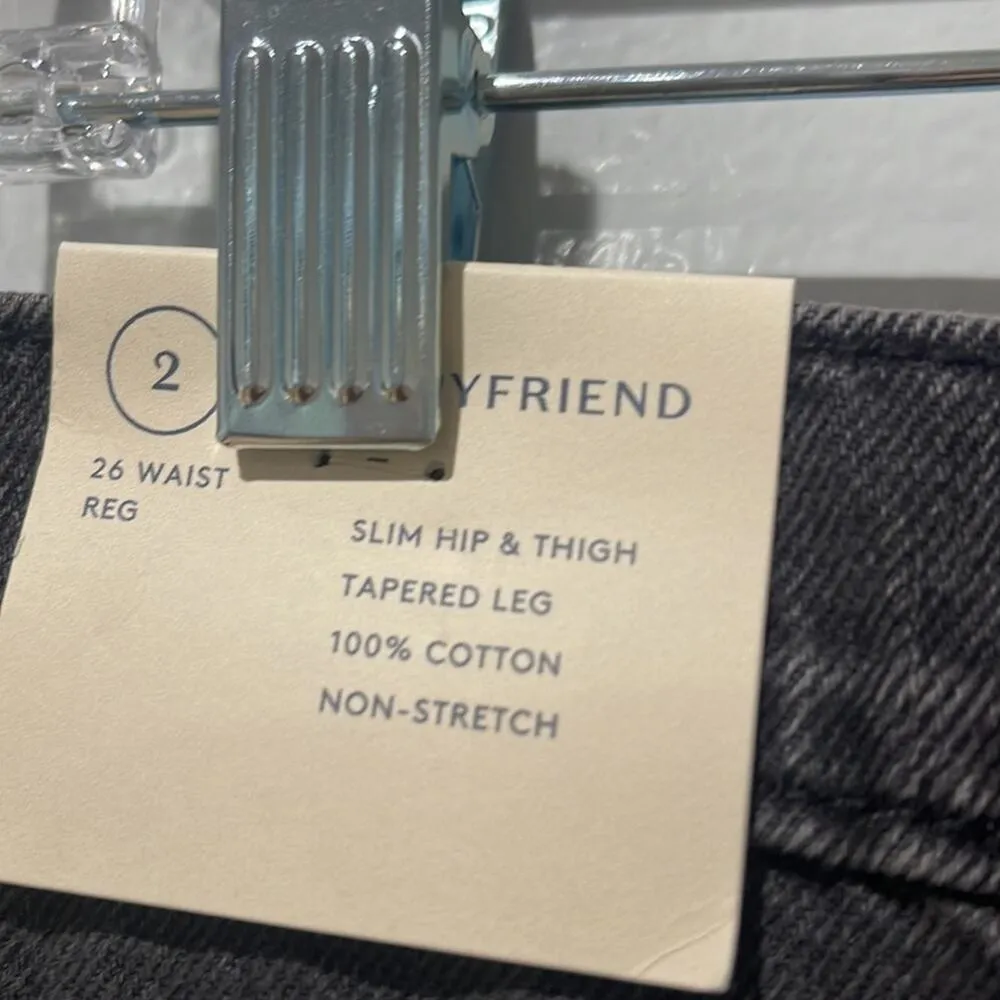 2
YFRIEND
26 WAIST
REG
SLIM HIP & THIGH
TAPERED LEG
100% COTTON
NON-STRETCH